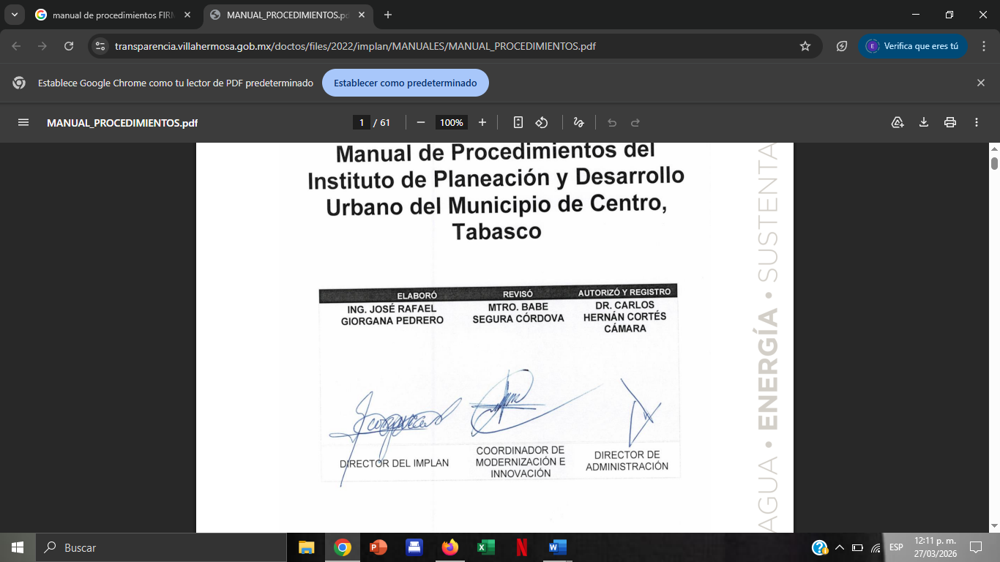 manual de procedimientos FIRM
MANUAL_PROCEDIMIENTOS.pd
transparencia.villahermosa.gob.mx/doctos/files/2022/implan/MANUALES/MANUAL_PROCEDIMIENTOS.pdf
E
Verifica que eres tú
Establece Google Chrome como tu lector de PDF predeterminado
Establecer como predeterminado
MANUAL_PROCEDIMIENTOS.pdf
1 / 61
100%
Manual de Procedimientos del
Instituto de Planeación y Desarrollo
Urbano del Municipio de Centro,
Tabasco
ELABORÓ REVISÓ AUTORIZÓ Y REGISTRO
ING. JOSÉ RAFAEL
GIORGANA PEDRERO
MTRO. BABE
SEGURA CÓRDOVA
DR. CARLOS
HERNÁN CORTÉS
CÁMARA
DIRECTOR DEL IMPLAN
COORDINADOR DE
MODERNIZACIÓN E
INNOVACIÓN
DIRECTOR DE
ADMINISTRACIÓN
AGUA • ENERGÍA • SUSTENTA
Buscar
ESP
12:11 p. m.
27/03/2026